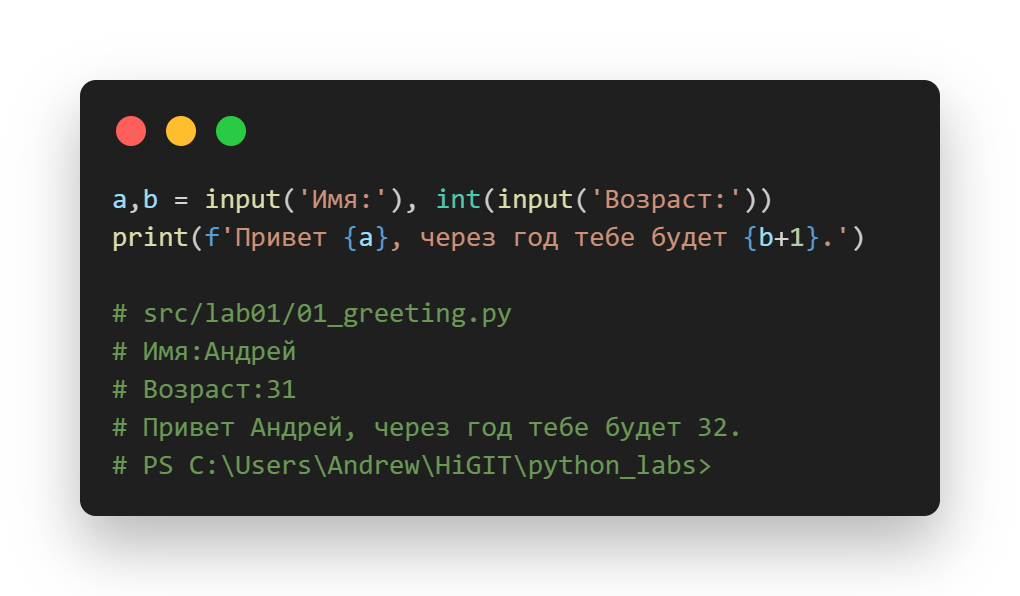 a,b = input('Имя:'), int(input('Возраст:'))
print(f'Привет {a}, через год тебе будет {b+1}.')
# src/lab01/01_greeting.py
# Имя:Андрей
# Возраст:31
# Привет Андрей, через год тебе будет 32.
# PS C:\Users\Andrew\HiGIT\python_labs>